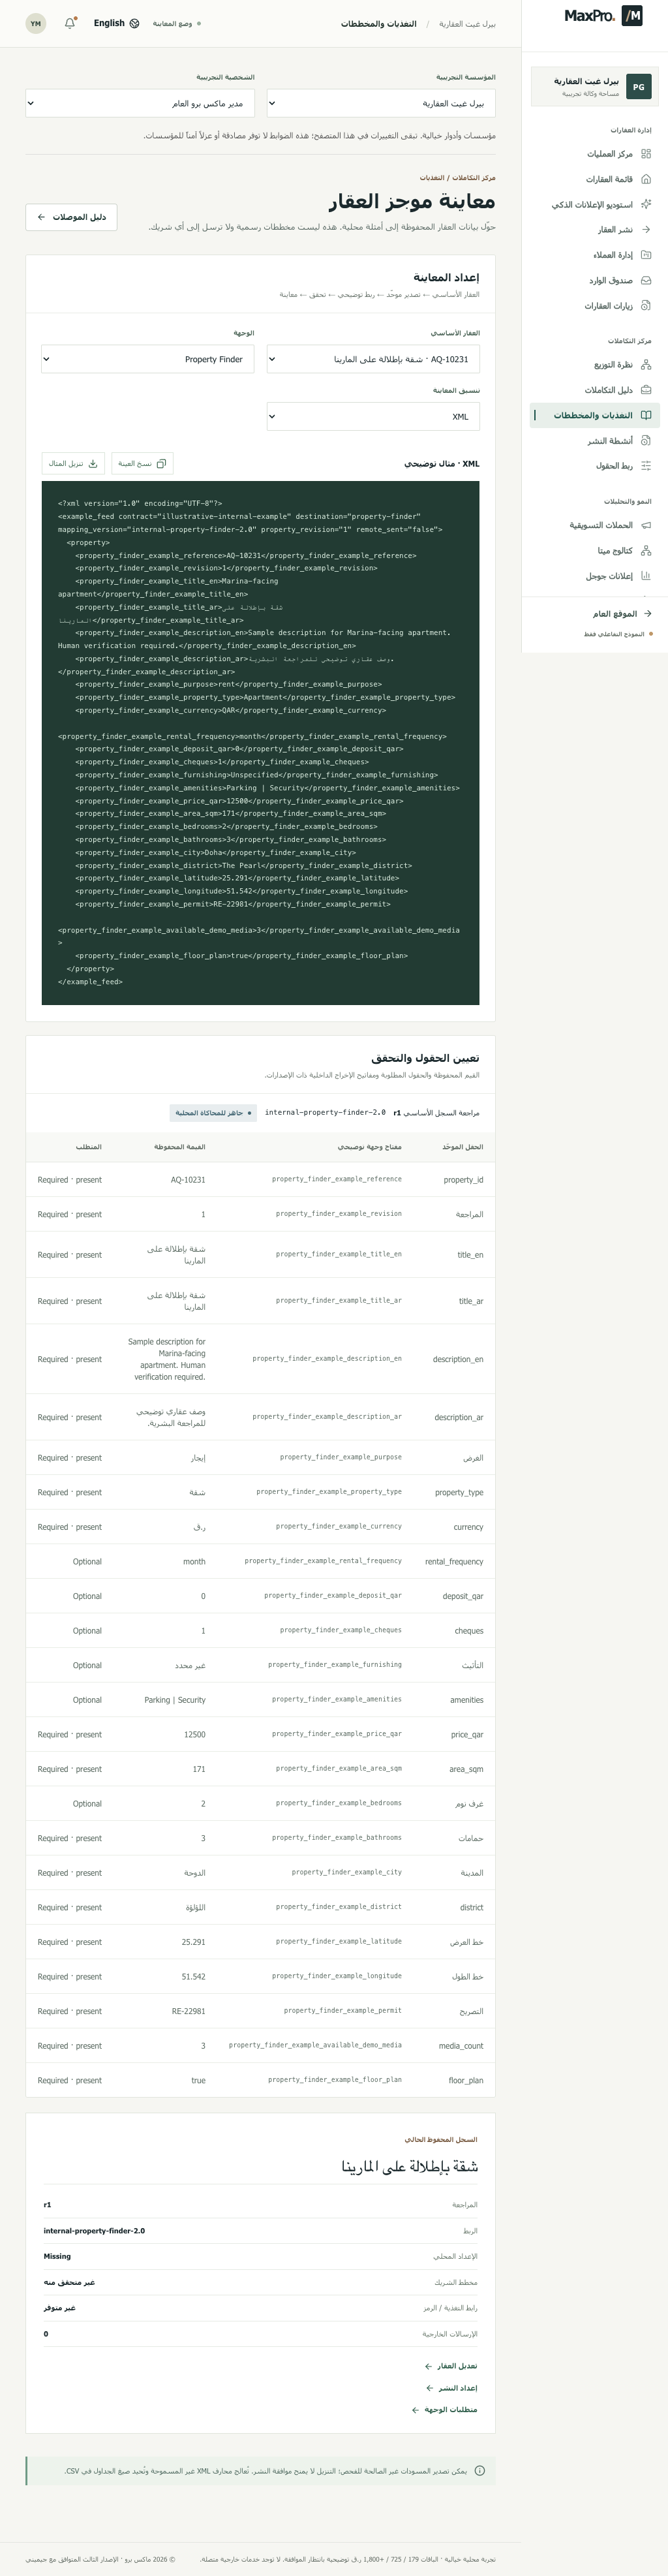 MaxPro.
/M
PG
بيرل غيت العقارية
مساحة وكالة تجريبية
إدارة العقارات
مركز العمليات
قائمة العقارات
استوديو الإعلانات الذكي
نشر العقار
إدارة العملاء
صندوق الوارد
زيارات العقارات
مركز التكاملات
نظرة التوزيع
دليل التكاملات
التغذيات والمخططات
أنشطة النشر
ربط الحقول
النمو والتحليلات
الحملات التسويقية
كتالوج ميتا
إعلانات جوجل
الموقع العام
النموذج التفاعلي فقط
بيرل غيت العقارية / التغذيات والمخططات
وضع المعاينة
English
YM
المؤسسة التجريبية
بيرل غيت العقارية
الشخصية التجريبية
مدير ماكس برو العام
مؤسسات وأدوار خيالية. تبقى التغييرات في هذا المتصفح؛ هذه الضوابط لا توفر مصادقة أو عزلاً آمناً للمؤسسات.
مركز التكاملات / التغذيات
معاينة موجز العقار
حوّل بيانات العقار المحفوظة إلى أمثلة محلية. هذه ليست مخططات رسمية ولا ترسل إلى أي شريك.
دليل الموصلات
إعداد المعاينة
العقار الأساسي ← تصدير موحّد ← ربط توضيحي ← تحقق ← معاينة
العقار الأساسي
AQ-10231 · شقة بإطلالة على المارينا
الوجهة
Property Finder
تنسيق المعاينة
XML
XML · مثال توضيحي
نسخ العينة
تنزيل المثال
<?xml version="1.0" encoding="UTF-8"?>
<example_feed contract="illustrative-internal-example" destination="property-finder"
mapping_version="internal-property-finder-2.0" property_revision="1" remote_sent="false">
<property>
<property_finder_example_reference>AQ-10231</property_finder_example_reference>
<property_finder_example_revision>1</property_finder_example_revision>
<property_finder_example_title_en>Marina-facing
apartment</property_finder_example_title_en>
<property_finder_example_title_ar>شقة بإطلالة على
المارينا</property_finder_example_title_ar>
<property_finder_example_description_en>Sample description for Marina-facing apartment.
Human verification required.</property_finder_example_description_en>
<property_finder_example_description_ar>وصف عقاري توضيحي للمراجعة البشرية.
</property_finder_example_description_ar>
<property_finder_example_purpose>rent</property_finder_example_purpose>
<property_finder_example_property_type>Apartment</property_finder_example_property_type>
<property_finder_example_currency>QAR</property_finder_example_currency>
<property_finder_example_rental_frequency>month</property_finder_example_rental_frequency>
<property_finder_example_deposit_qar>0</property_finder_example_deposit_qar>
<property_finder_example_cheques>1</property_finder_example_cheques>
<property_finder_example_furnishing>Unspecified</property_finder_example_furnishing>
<property_finder_example_amenities>Parking | Security</property_finder_example_amenities>
<property_finder_example_price_qar>12500</property_finder_example_price_qar>
<property_finder_example_area_sqm>171</property_finder_example_area_sqm>
<property_finder_example_bedrooms>2</property_finder_example_bedrooms>
<property_finder_example_bathrooms>3</property_finder_example_bathrooms>
<property_finder_example_city>Doha</property_finder_example_city>
<property_finder_example_district>The Pearl</property_finder_example_district>
<property_finder_example_latitude>25.291</property_finder_example_latitude>
<property_finder_example_longitude>51.542</property_finder_example_longitude>
<property_finder_example_permit>RE-22981</property_finder_example_permit>
<property_finder_example_available_demo_media>3</property_finder_example_available_demo_media
>
<property_finder_example_floor_plan>true</property_finder_example_floor_plan>
</property>
</example_feed>
تعيين الحقول والتحقق
القيم المحفوظة والحقول المطلوبة ومفاتيح الإخراج الداخلية ذات الإصدارات.
مراجعة السجل الأساسي r1 internal-property-finder-2.0 جاهز للمحاكاة المحلية
الحقل الموحّد مفتاح وجهة توضيحي القيمة المحفوظة المتطلب
property_id property_finder_example_reference AQ-10231 Required · present
المراجعة property_finder_example_revision 1 Required · present
title_en property_finder_example_title_en شقة بإطلالة على المارينا Required · present
title_ar property_finder_example_title_ar شقة بإطلالة على المارينا Required · present
description_en property_finder_example_description_en Sample description for Marina-facing apartment. Human verification required. Required · present
description_ar property_finder_example_description_ar وصف عقاري توضيحي للمراجعة البشرية. Required · present
الغرض property_finder_example_purpose إيجار Required · present
property_type property_finder_example_property_type شقة Required · present
currency property_finder_example_currency ر.ق Required · present
rental_frequency property_finder_example_rental_frequency month Optional
deposit_qar property_finder_example_deposit_qar 0 Optional
cheques property_finder_example_cheques 1 Optional
التأثيث property_finder_example_furnishing غير محدد Optional
amenities property_finder_example_amenities Parking | Security Optional
price_qar property_finder_example_price_qar 12500 Required · present
area_sqm property_finder_example_area_sqm 171 Required · present
غرف نوم property_finder_example_bedrooms 2 Optional
حمامات property_finder_example_bathrooms 3 Required · present
المدينة property_finder_example_city الدوحة Required · present
district property_finder_example_district اللؤلؤة Required · present
خط العرض property_finder_example_latitude 25.291 Required · present
خط الطول property_finder_example_longitude 51.542 Required · present
التصريح property_finder_example_permit RE-22981 Required · present
media_count property_finder_example_available_demo_media 3 Required · present
floor_plan property_finder_example_floor_plan true Required · present
السجل المحفوظ الحالي
شقة بإطلالة على المارينا
المراجعة r1
الربط internal-property-finder-2.0
الإعداد المحلي Missing
مخطط الشريك غير متحقق منه
رابط التغذية / الرمز غير متوفر
الإرسالات الخارجية 0
تعديل العقار
إعداد النشر
متطلبات الوجهة
يمكن تصدير المسودات غير الصالحة للفحص؛ التنزيل لا يمنح موافقة النشر. تُعالج محارف XML غير المسموحة وتُحيد صيغ الجداول في CSV.
تجربة محلية خيالية · الباقات 179 / 725 / +1,800 ر.ق توضيحية بانتظار الموافقة. لا توجد خدمات خارجية متصلة.
© 2026 ماكس برو · الإصدار الثالث المتوافق مع جيميني